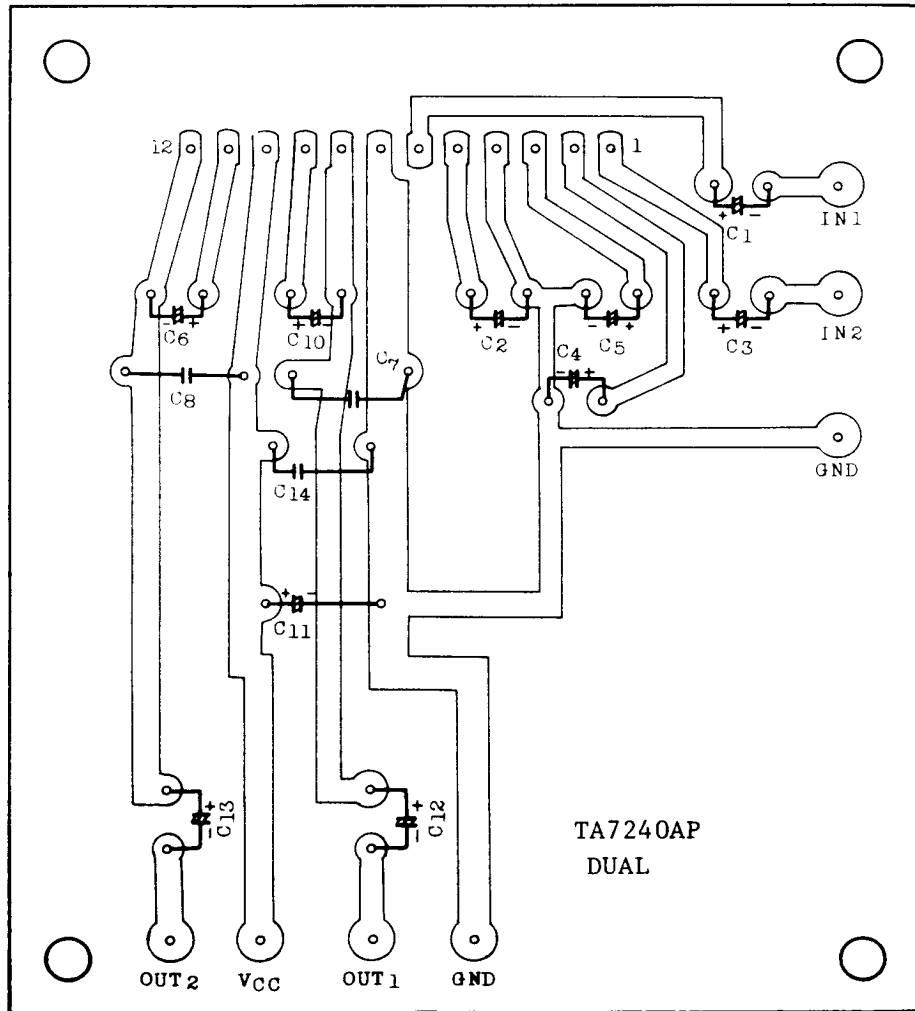 12
1
+ -
C1
IN1
- +
C6
+ -
C10
+ -
C2
- +
C5
+ -
C3
IN2
C8
C7
C4
- +
C14
GND
+ -
C11
+
-
C13
+
-
C12
TA7240AP
DUAL
OUT2 VCC OUT1 GND